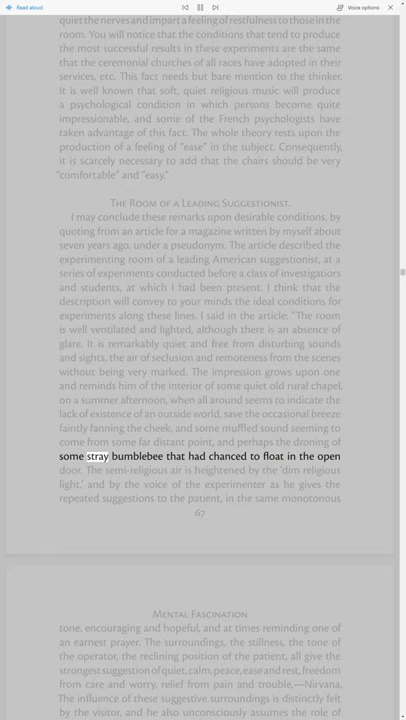 Read aloud
Voice options
quiet the nerves and impart a feeling of restfulness to those in the
room. You will notice that the conditions that tend to produce
the most successful results in these experiments are the same
that the ceremonial churches of all races have adopted in their
services, etc. This fact needs but bare mention to the thinker.
It is well known that soft, quiet religious music will produce
a psychological condition in which persons become quite
impressionable, and some of the French psychologists have
taken advantage of this fact. The whole theory rests upon the
production of a feeling of "ease" in the subject. Consequently,
it is scarcely necessary to add that the chairs should be very
"comfortable" and "easy."
The Room of a Leading Suggestionist.
I may conclude these remarks upon desirable conditions, by
quoting from an article for a magazine written by myself about
seven years ago, under a pseudonym. The article described the
experimenting room of a leading American suggestionist, at a
series of experiments conducted before a class of investigators
and students, at which I had been present. I think that the
description will convey to your minds the ideal conditions for
experiments along these lines. I said in the article: "The room
is well ventilated and lighted, although there is an absence of
glare. It is remarkably quiet and free from disturbing sounds
and sights, the air of seclusion and remoteness from the scenes
without being very marked. The impression grows upon one
and reminds him of the interior of some quiet old rural chapel,
on a summer afternoon, when all around seems to indicate the
lack of existence of an outside world, save the occasional breeze
faintly fanning the cheek, and some muffled sound seeming to
come from some far distant point, and perhaps the droning of
some stray bumblebee that had chanced to float in the open
door. The semi-religious air is heightened by the 'dim religious
light,' and by the voice of the experimenter as he gives the
repeated suggestions to the patient, in the same monotonous
67
Mental Fascination
tone, encouraging and hopeful, and at times reminding one of
an earnest prayer. The surroundings, the stillness, the tone of
the operator, the reclining position of the patient, all give the
strongest suggestion of quiet, calm, peace, ease and rest, freedom
from care and worry, relief from pain and trouble,—Nirvana.
The influence of these suggestive surroundings is distinctly felt
by the visitor, and he also unconsciously assumes the role of